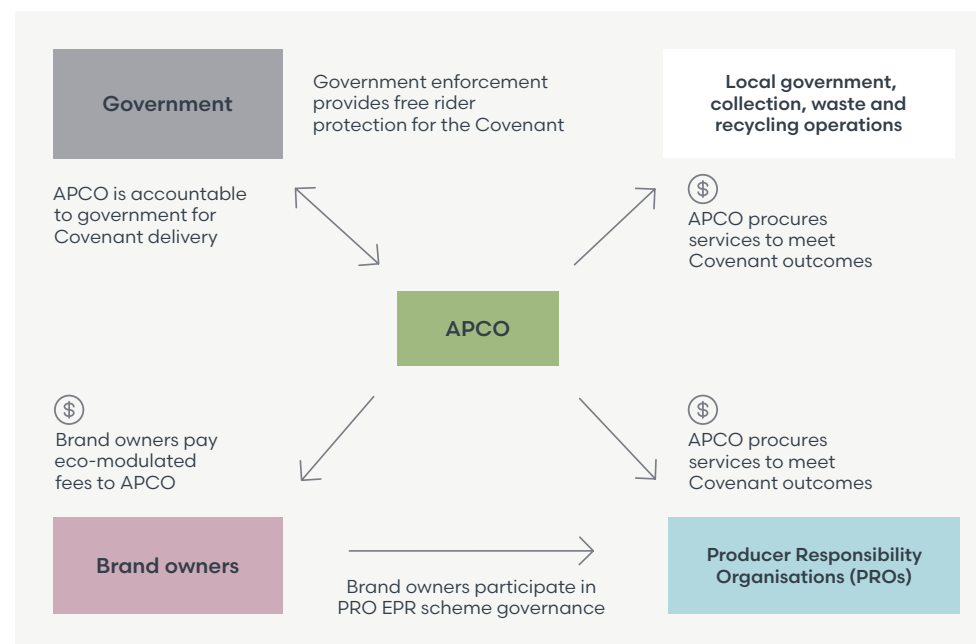 Government
Government enforcement
provides free rider
protection for the Covenant
Local government,
collection, waste and
recycling operations
APCO is accountable
to government for
Covenant delivery
$
APCO procures
services to meet
Covenant outcomes
APCO
$
Brand owners pay
eco-modulated
fees to APCO
$
APCO procures
services to meet
Covenant outcomes
Brand owners
Brand owners participate in
PRO EPR scheme governance
Producer Responsibility
Organisations (PROs)